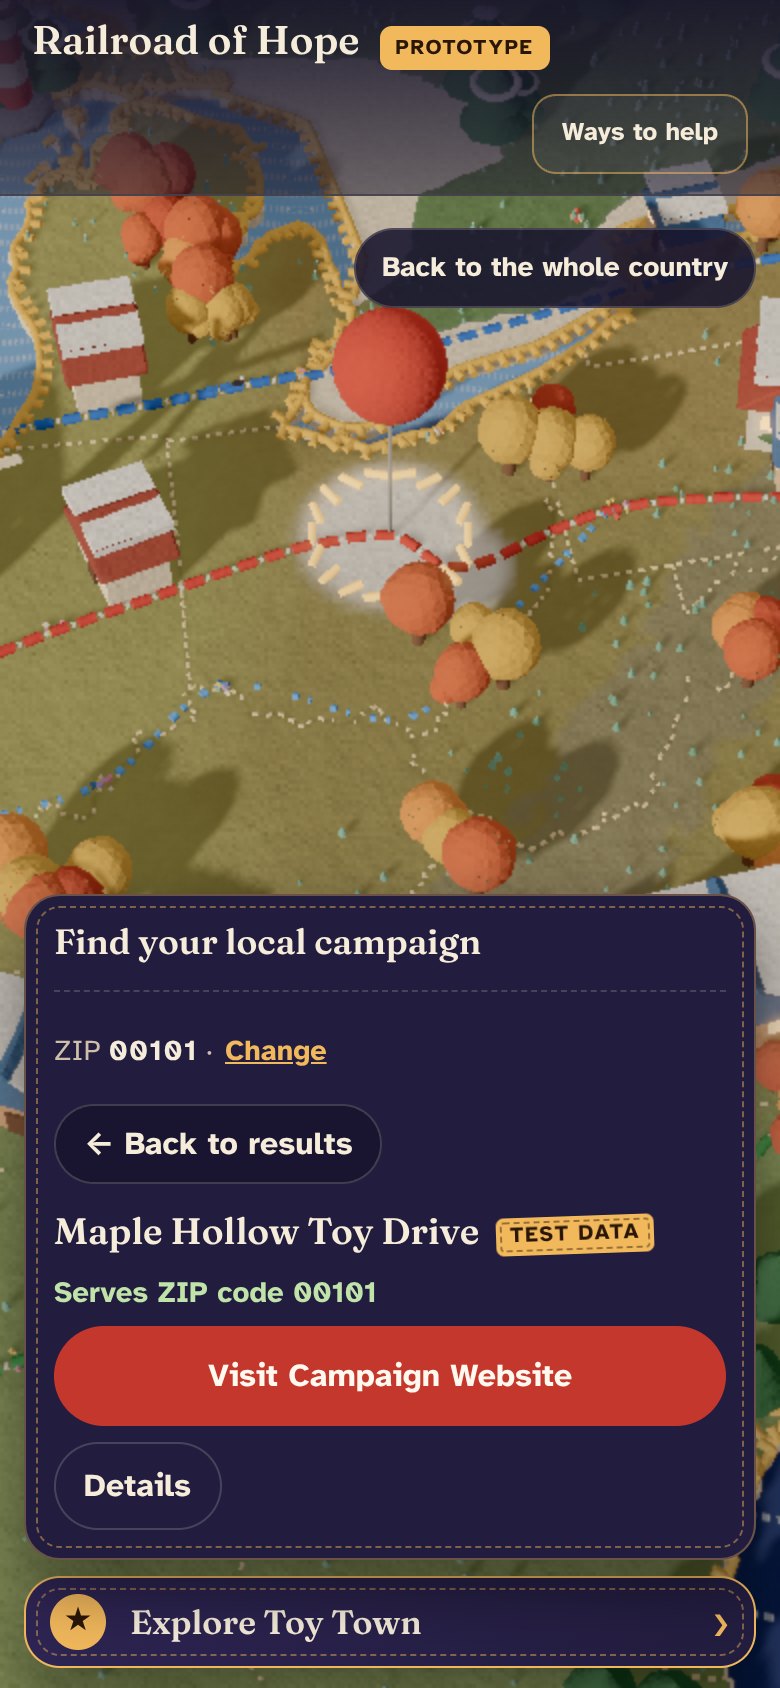 Railroad of Hope PROTOTYPE
Ways to help
Back to the whole country
Find your local campaign
ZIP 00101 · Change
← Back to results
Maple Hollow Toy Drive TEST DATA
Serves ZIP code 00101
Visit Campaign Website
Details
★ Explore Toy Town ›